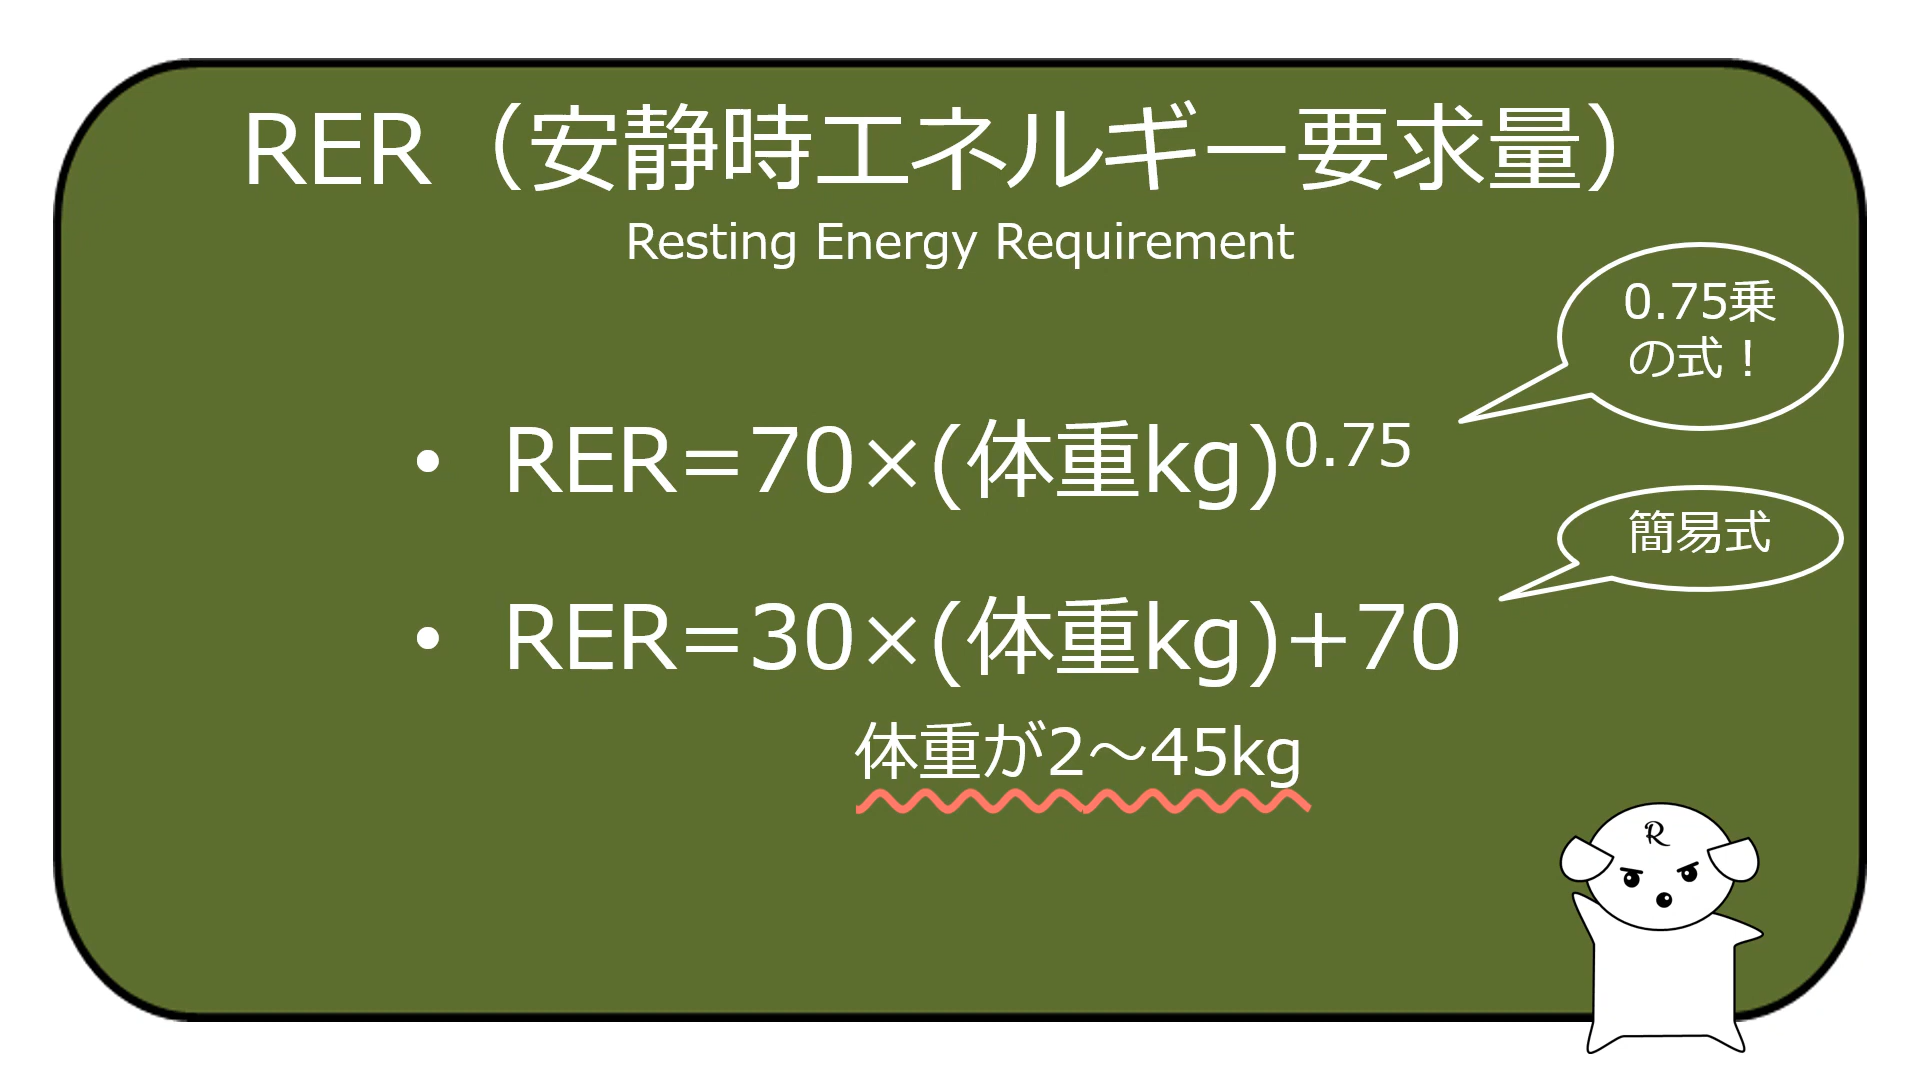 RER（安静時エネルギー要求量）
Resting Energy Requirement
0.75乗
の式！
• RER=70×(体重kg)^0.75
簡易式
• RER=30×(体重kg)+70
体重が2～45kg
R